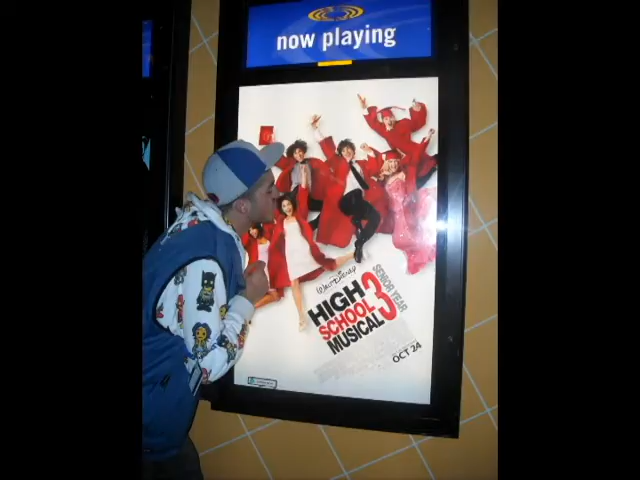 now playing
Walt Disney
HIGH
SCHOOL
MUSICAL
3
SENIOR YEAR
OCT 24